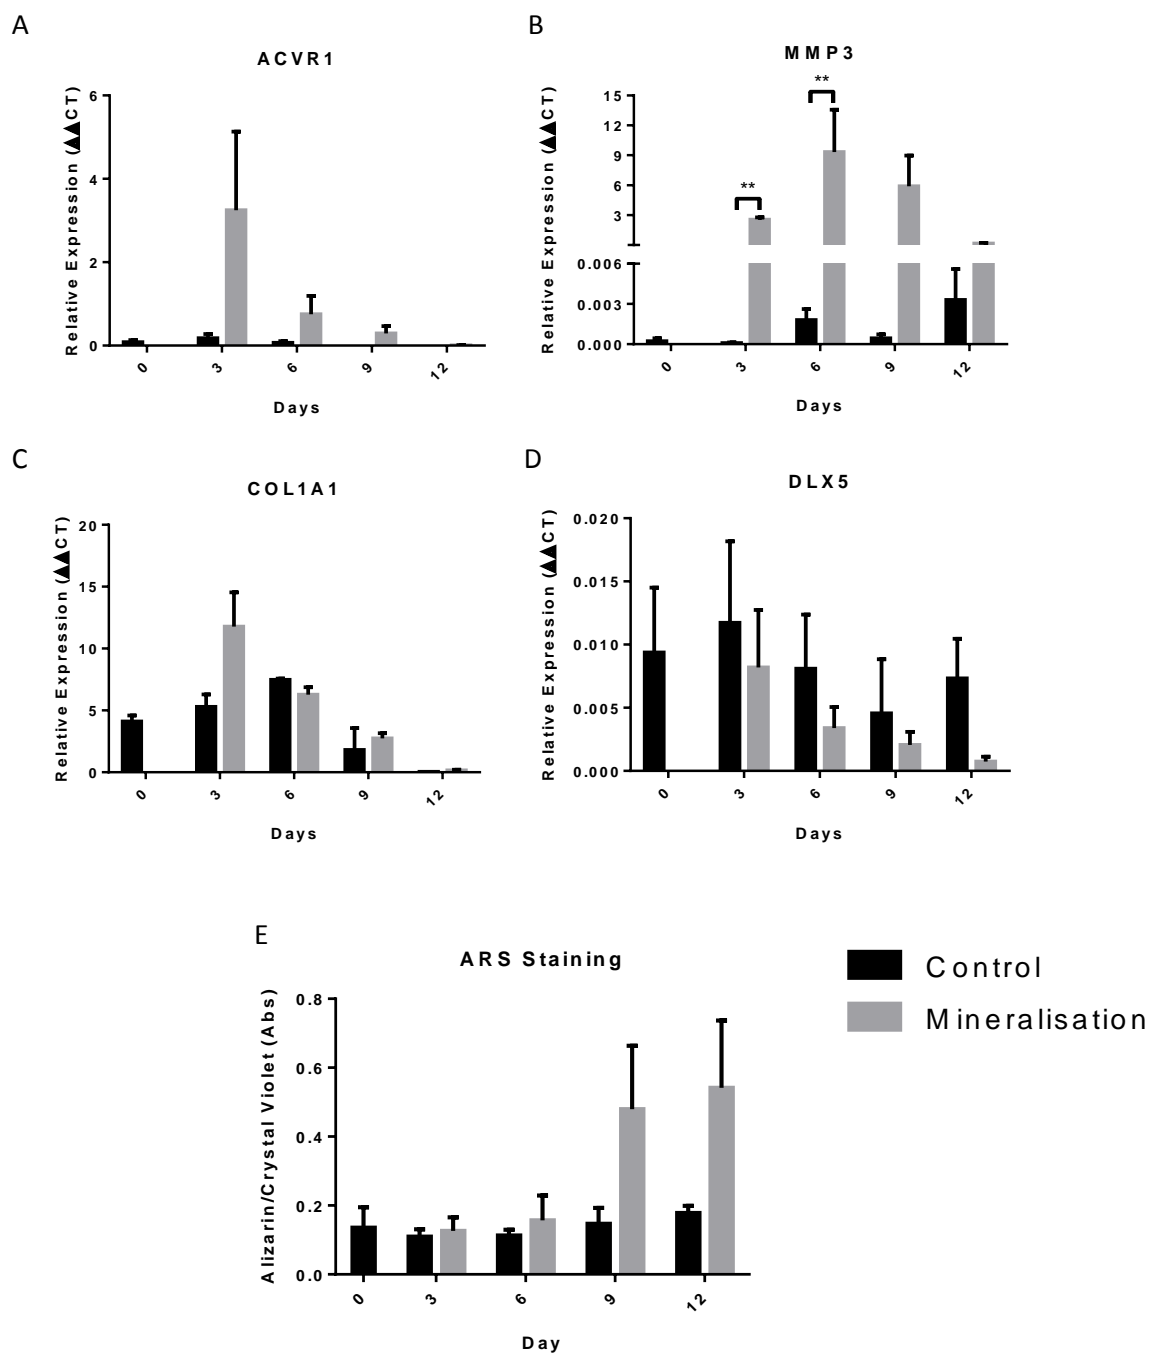 A
ACVR1
Relative Expression (▲▲CT)
6
4
2
0
0 3 6 9 12
Days
B
MMP3
Relative Expression (▲▲CT)
**
**
15
12
9
6
3
0.006
0.003
0.000
0 3 6 9 12
Days
C
COL1A1
Relative Expression (▲▲CT)
20
15
10
5
0
0 3 6 9 12
Days
D
DLX5
Relative Expression (▲▲CT)
0.020
0.015
0.010
0.005
0.000
0 3 6 9 12
Days
E
ARS Staining
Alizarin/Crystal Violet (Abs)
0.8
0.6
0.4
0.2
0.0
0 3 6 9 12
Day
Control
Mineralisation